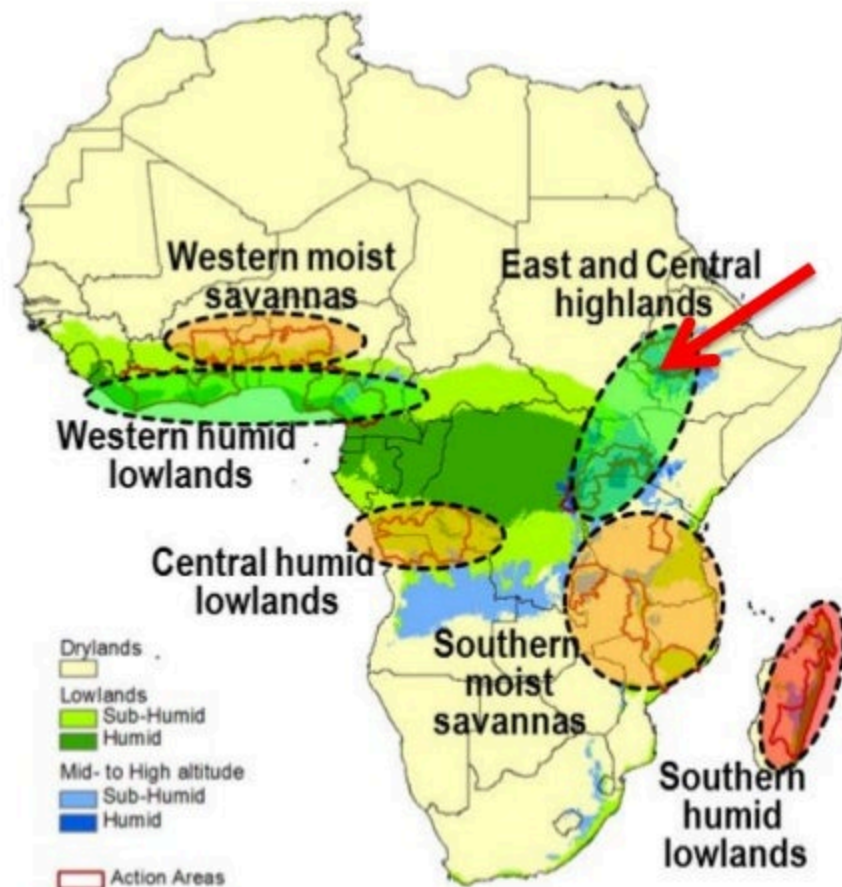 Western moist
savannas
East and Central
highlands
Western humid
lowlands
Central humid
lowlands
Southern
moist
savannas
Southern
humid
lowlands
Drylands
Lowlands
Sub-Humid
Humid
Mid- to High altitude
Sub-Humid
Humid
Action Areas